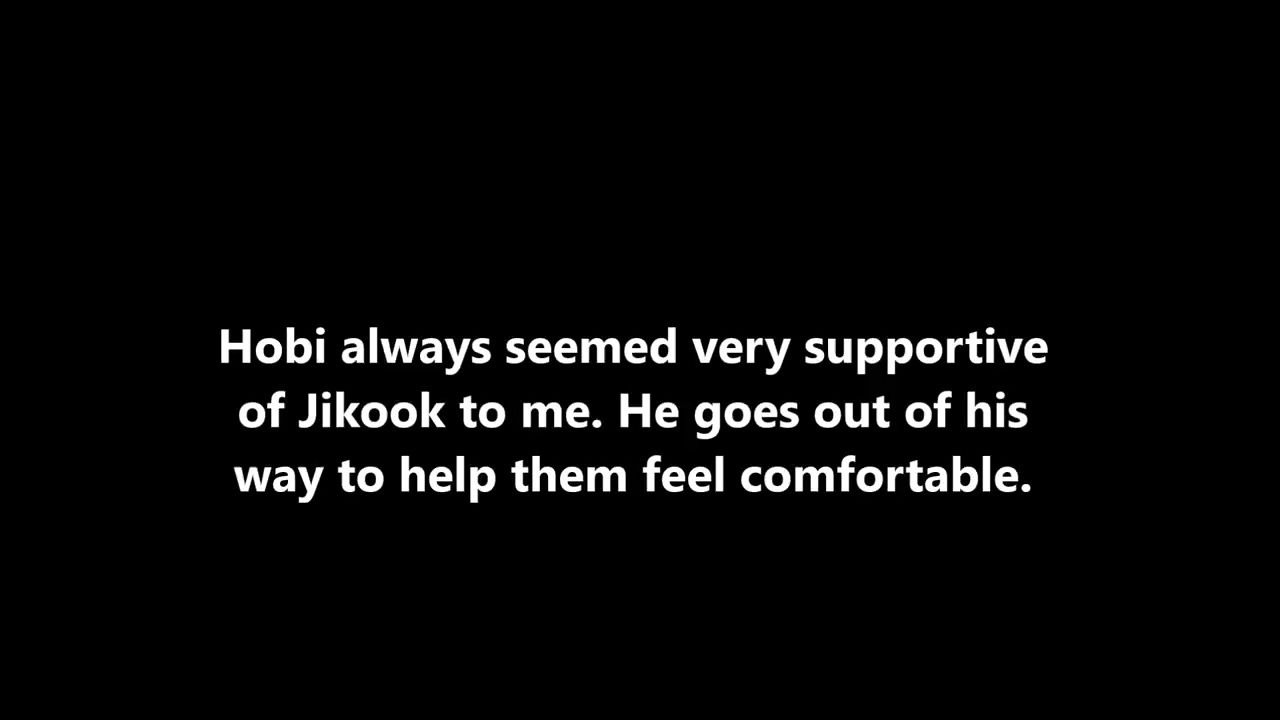 Hobi always seemed very supportive
of Jikook to me. He goes out of his
way to help them feel comfortable.